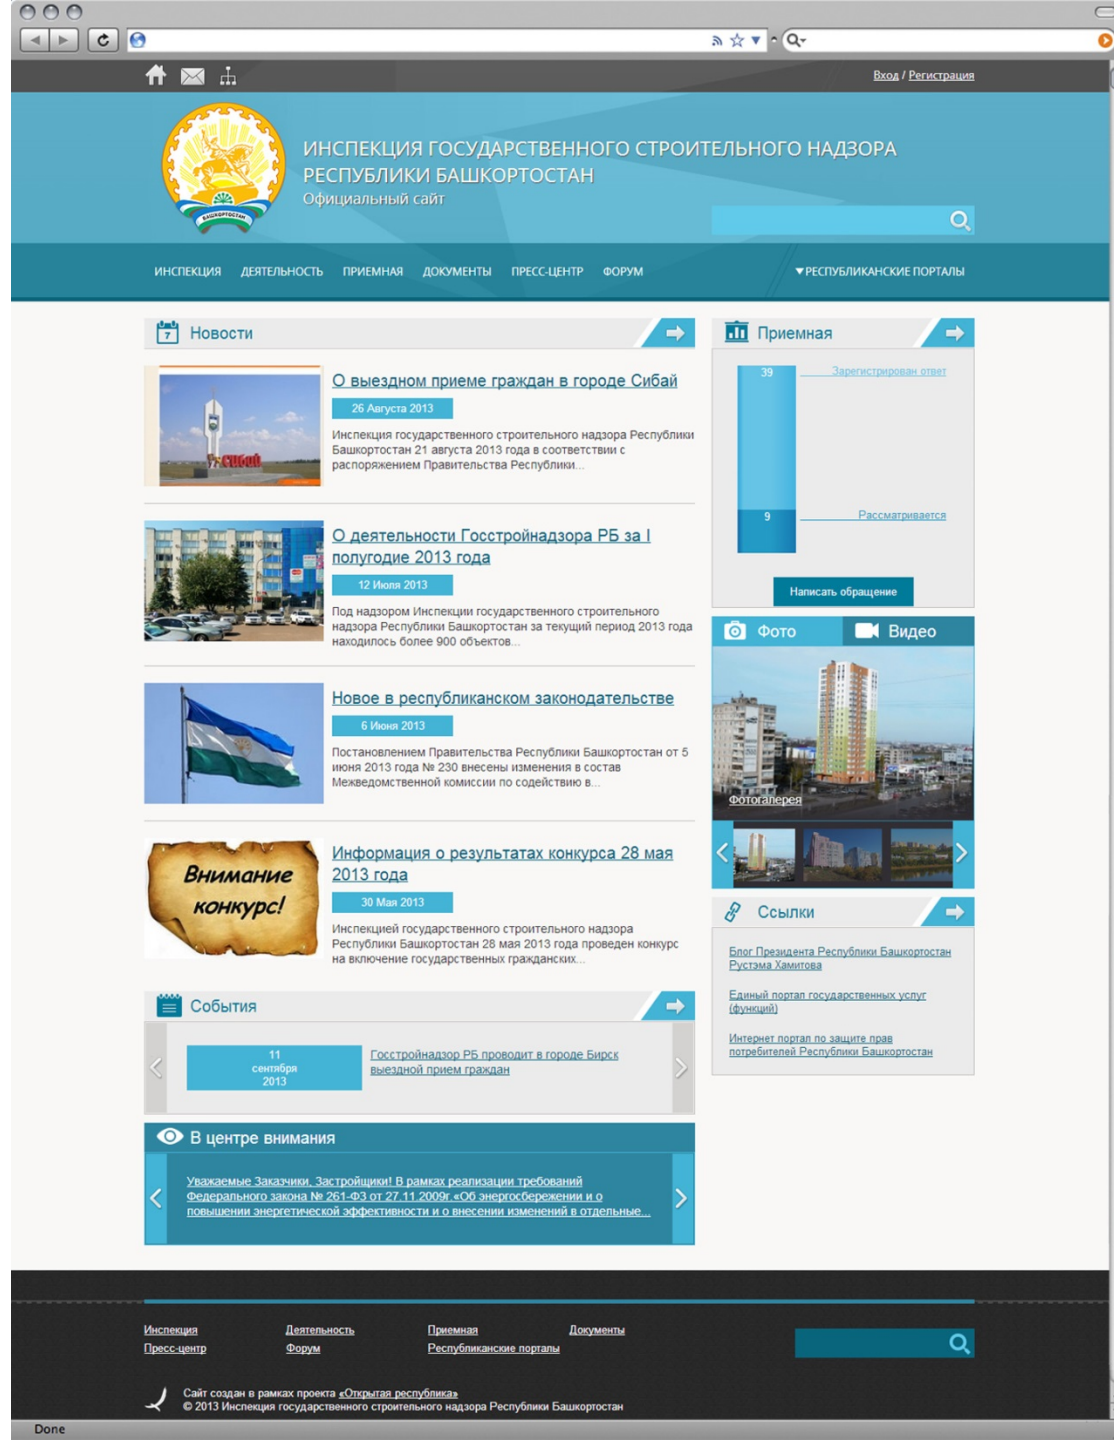 Вход / Регистрация
ИНСПЕКЦИЯ ГОСУДАРСТВЕННОГО СТРОИТЕЛЬНОГО НАДЗОРА
РЕСПУБЛИКИ БАШКОРТОСТАН
Официальный сайт
БАШКОРТОСТАН
ИНСПЕКЦИЯ ДЕЯТЕЛЬНОСТЬ ПРИЕМНАЯ ДОКУМЕНТЫ ПРЕСС-ЦЕНТР ФОРУМ ▼РЕСПУБЛИКАНСКИЕ ПОРТАЛЫ
7 Новости
О выездном приеме граждан в городе Сибай
26 Августа 2013
Инспекция государственного строительного надзора Республики
Башкортостан 21 августа 2013 года в соответствии с
распоряжением Правительства Республики...
Сибай
О деятельности Госстройнадзора РБ за I
полугодие 2013 года
12 Июля 2013
Под надзором Инспекции государственного строительного
надзора Республики Башкортостан за текущий период 2013 года
находилось более 900 объектов...
Новое в республиканском законодательстве
6 Июня 2013
Постановлением Правительства Республики Башкортостан от 5
июня 2013 года № 230 внесены изменения в состав
Межведомственной комиссии по содействию в...
Внимание
конкурс!
Информация о результатах конкурса 28 мая
2013 года
30 Мая 2013
Инспекцией государственного строительного надзора
Республики Башкортостан 28 мая 2013 года проведен конкурс
на включение государственных гражданских...
События
11
сентября
2013
Госстройнадзор РБ проводит в городе Бирск
выездной прием граждан
В центре внимания
Уважаемые Заказчики, Застройщики! В рамках реализации требований
Федерального закона № 261-ФЗ от 27.11.2009г.«Об энергосбережении и о
повышении энергетической эффективности и о внесении изменений в отдельные...
Приемная
39 Зарегистрирован ответ
9 Рассматривается
Написать обращение
Фото Видео
Фотогалерея
Ссылки
Блог Президента Республики Башкортостан
Рустэма Хамитова
Единый портал государственных услуг
(функций)
Интернет портал по защите прав
потребителей Республики Башкортостан
Инспекция Деятельность Приемная Документы
Пресс-центр Форум Республиканские порталы
Сайт создан в рамках проекта «Открытая республика»
© 2013 Инспекция государственного строительного надзора Республики Башкортостан
Done